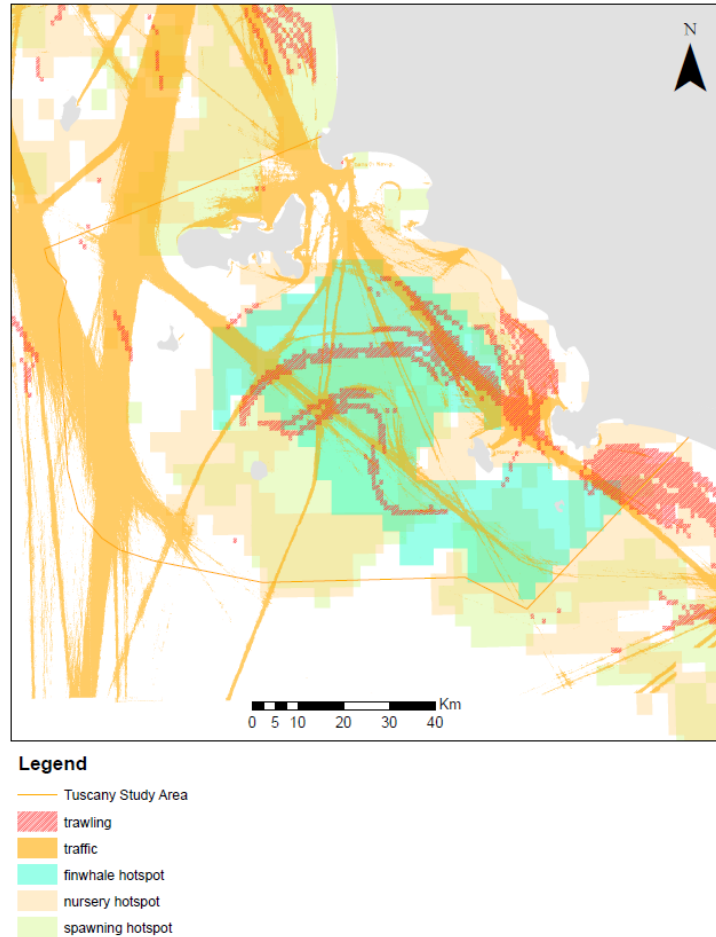 N
Km
0 5 10 20 30 40
Legend
Tuscany Study Area
trawling
traffic
finwhale hotspot
nursery hotspot
spawning hotspot